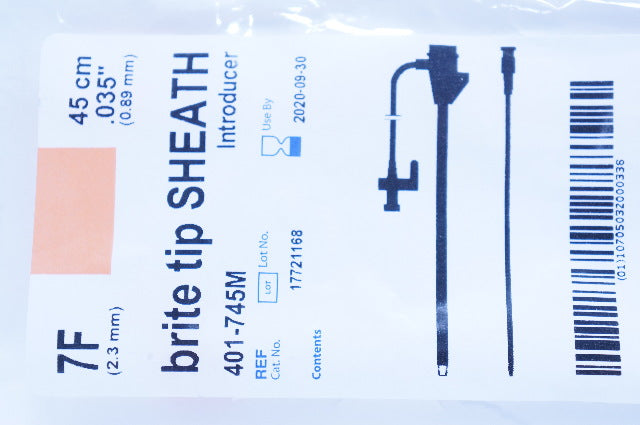 7F
(2.3 mm)
45 cm
.035"
(0.89 mm)
brite tip SHEATH
Introducer
401-745M
REF
Cat. No.
LOT
Lot No.
17721168
Use By
2020-09-30
Contents
(01)10705032000336